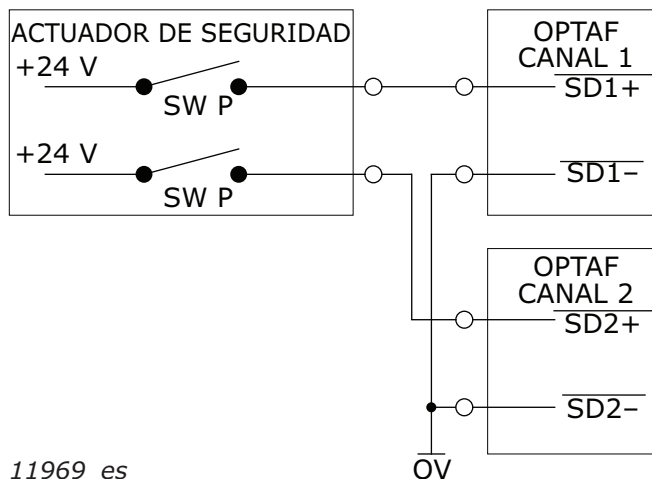 ACTUADOR DE SEGURIDAD
+24 V
SW P
+24 V
SW P
OPTAF
CANAL 1
SD1+
SD1–
OPTAF
CANAL 2
SD2+
SD2–
0V
11969_es